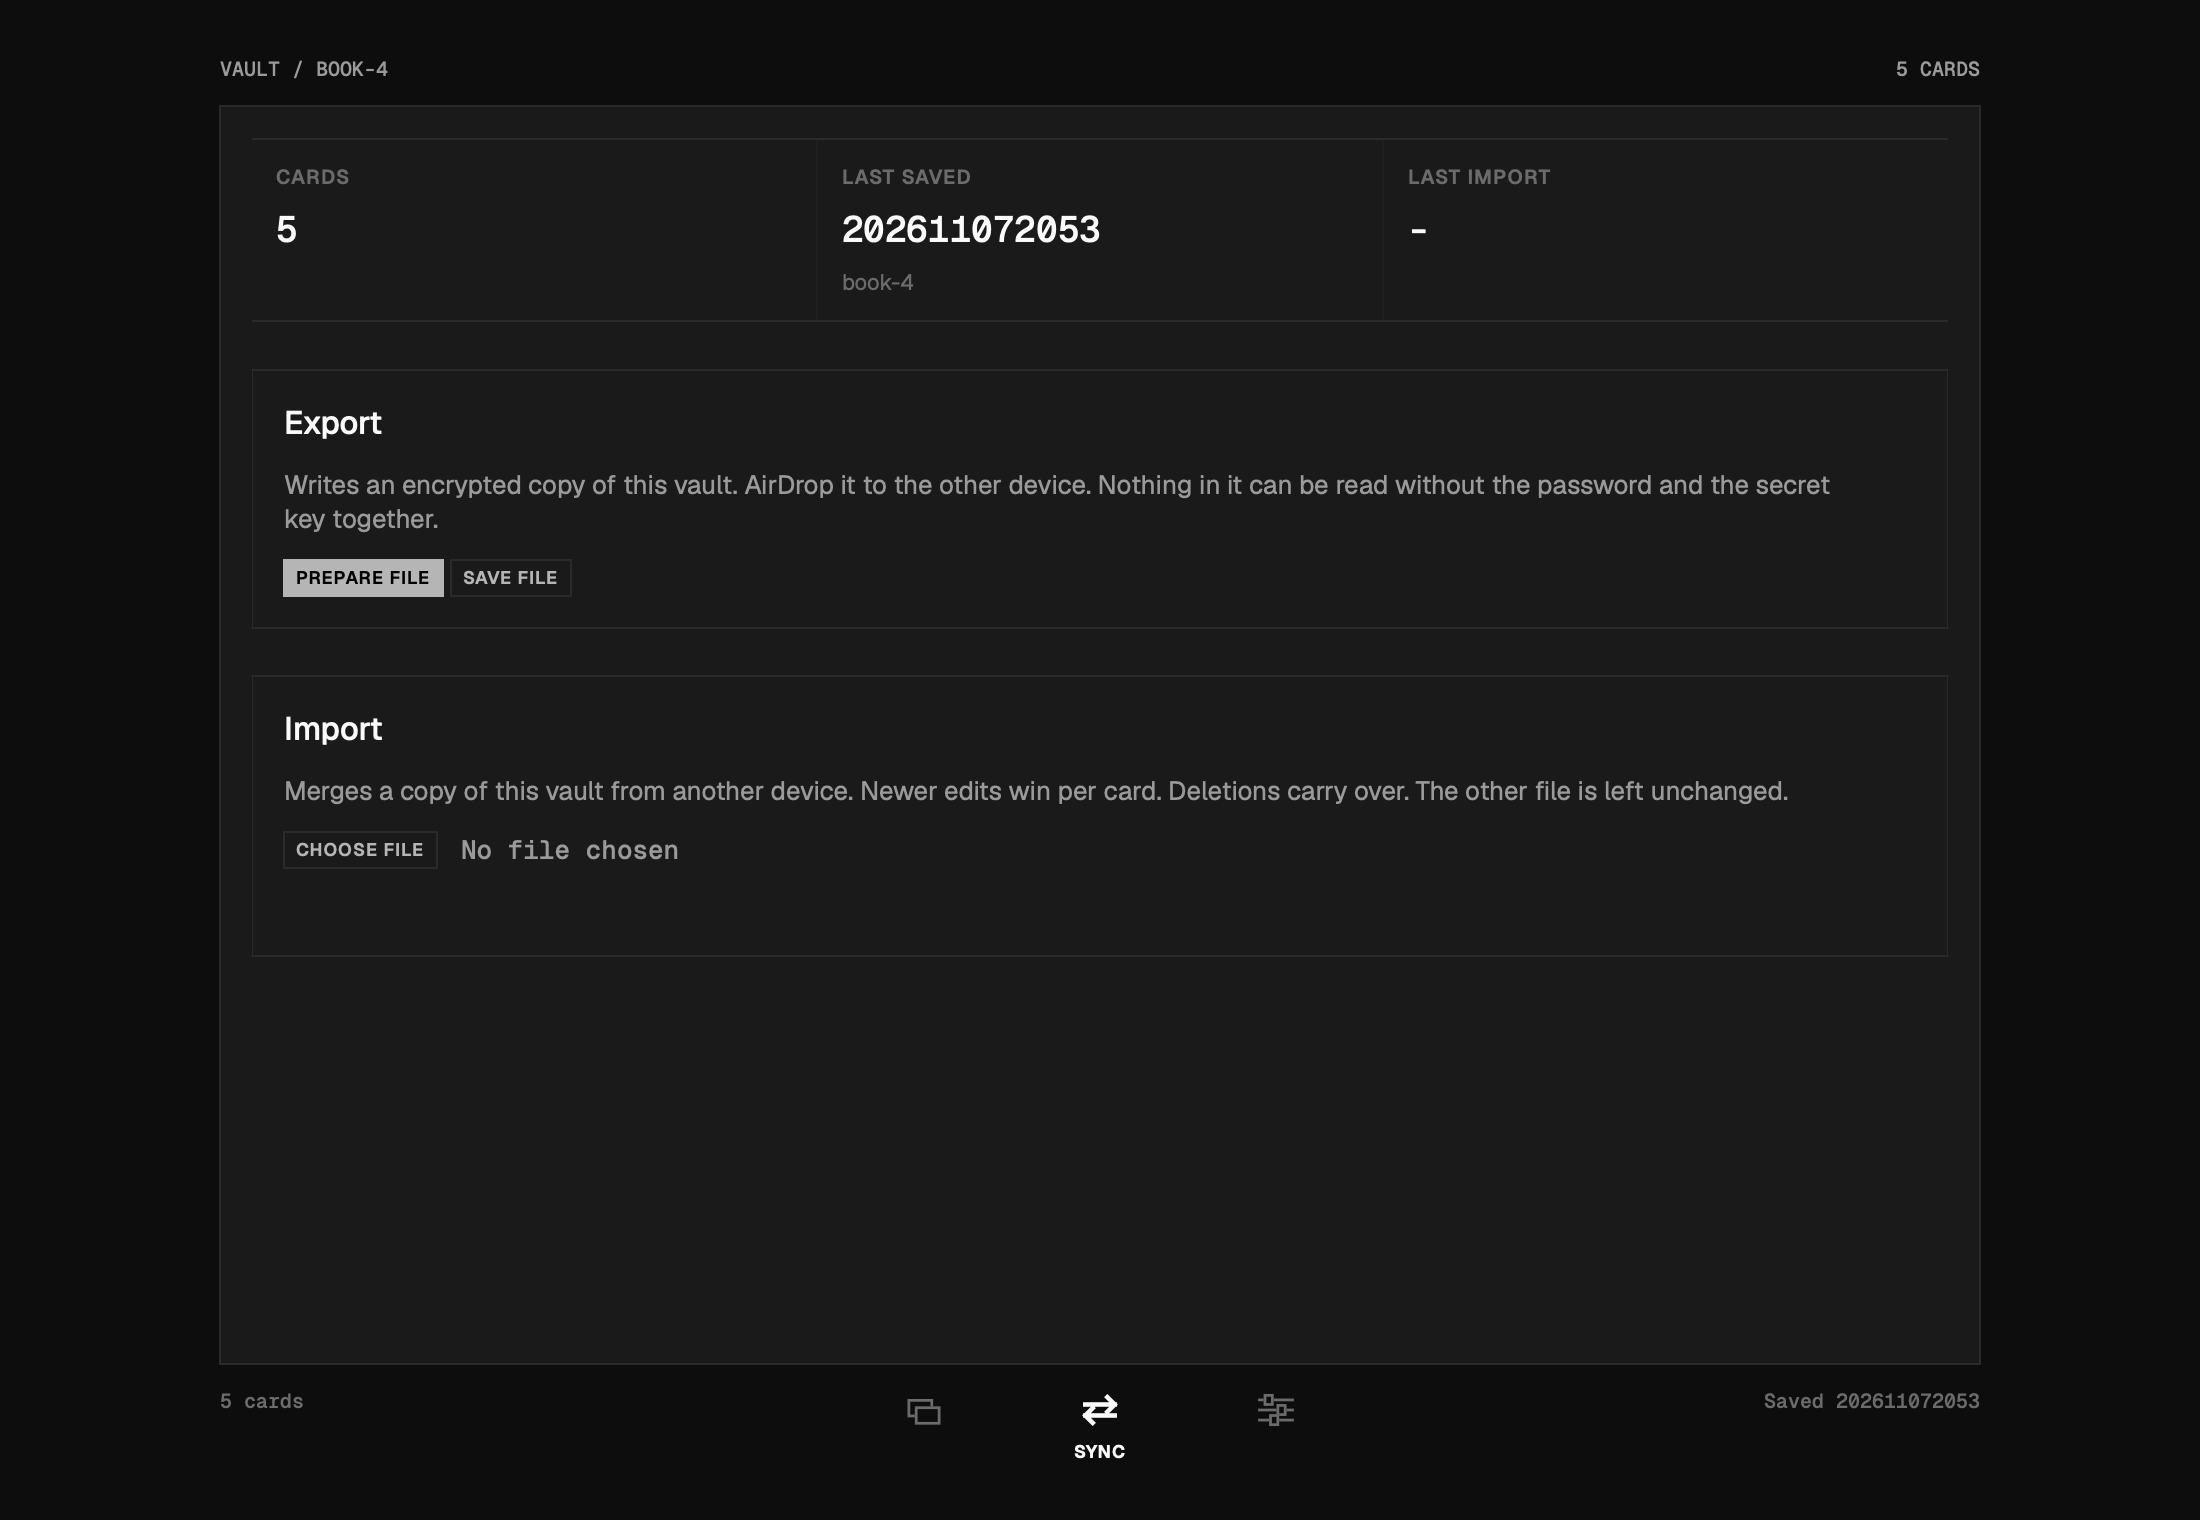 VAULT / BOOK-4
5 CARDS
CARDS
5
LAST SAVED
202611072053
book-4
LAST IMPORT
-
Export
Writes an encrypted copy of this vault. AirDrop it to the other device. Nothing in it can be read without the password and the secret
key together.
PREPARE FILE
SAVE FILE
Import
Merges a copy of this vault from another device. Newer edits win per card. Deletions carry over. The other file is left unchanged.
CHOOSE FILE
No file chosen
5 cards
SYNC
Saved 202611072053